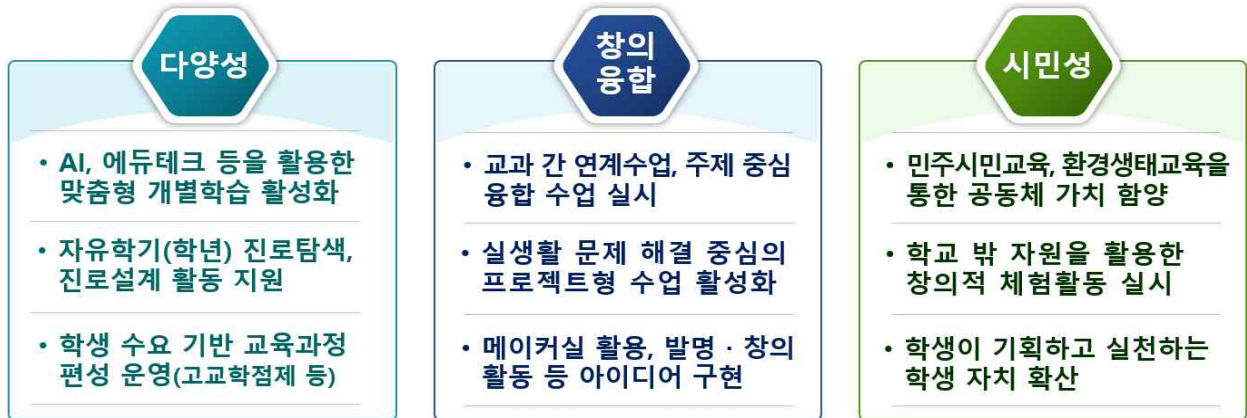 다양성
• AI, 에듀테크 등을 활용한
맞춤형 개별학습 활성화
• 자유학기(학년) 진로탐색,
진로설계 활동 지원
• 학생 수요 기반 교육과정
편성 운영(고교학점제 등)
창의
융합
• 교과 간 연계수업, 주제 중심
융합 수업 실시
• 실생활 문제 해결 중심의
프로젝트형 수업 활성화
• 메이커실 활용, 발명 · 창의
활동 등 아이디어 구현
시민성
• 민주시민교육, 환경생태교육을
통한 공동체 가치 함양
• 학교 밖 자원을 활용한
창의적 체험활동 실시
• 학생이 기획하고 실천하는
학생 자치 확산